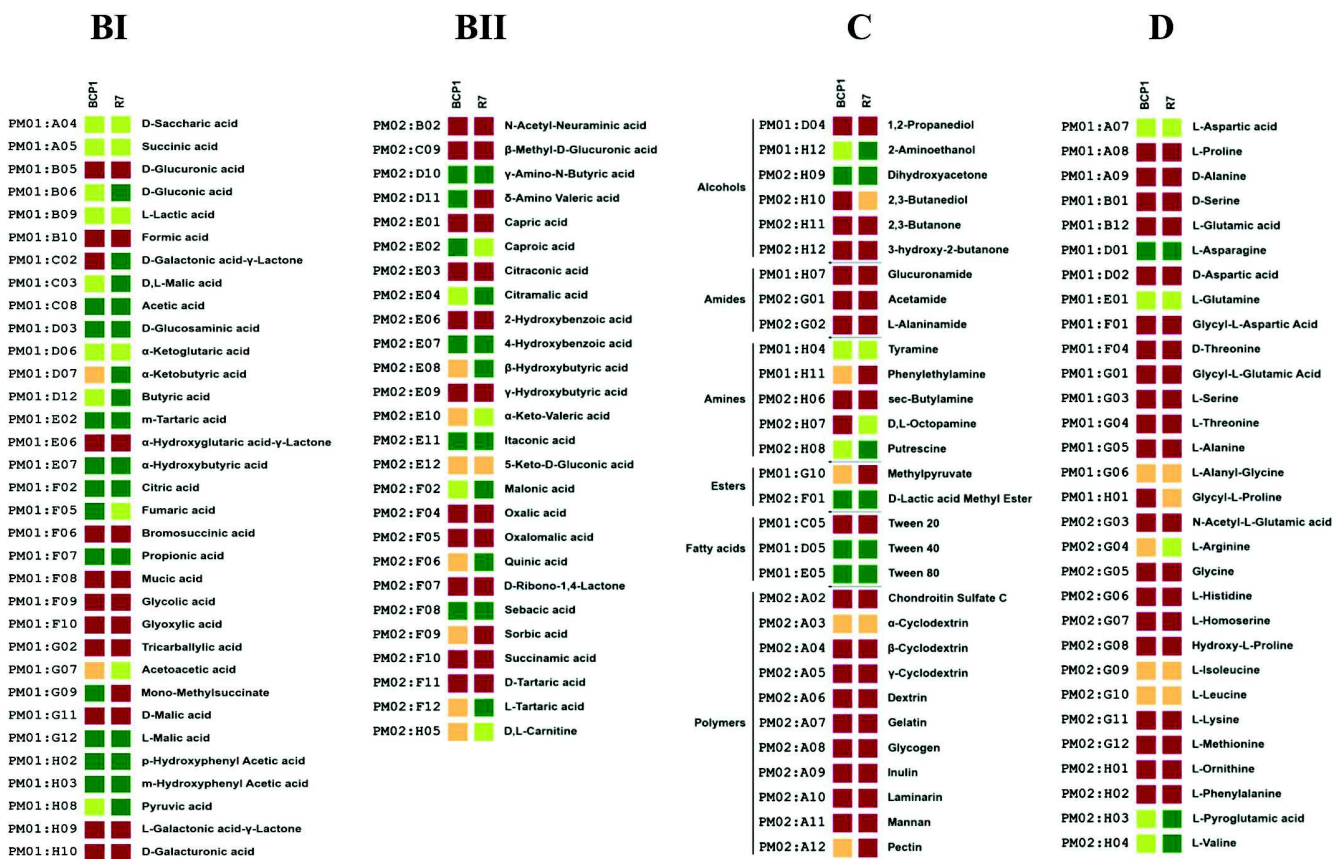 BI
BCP1 R7
PM01:A04 D-Saccharic acid
PM01:A05 Succinic acid
PM01:B05 D-Glucuronic acid
PM01:B06 D-Gluconic acid
PM01:B09 L-Lactic acid
PM01:B10 Formic acid
PM01:C02 D-Galactonic acid-γ-Lactone
PM01:C03 D,L-Malic acid
PM01:C08 Acetic acid
PM01:D03 D-Glucosaminic acid
PM01:D06 α-Ketoglutaric acid
PM01:D07 α-Ketobutyric acid
PM01:D12 Butyric acid
PM01:E02 m-Tartaric acid
PM01:E06 α-Hydroxyglutaric acid-γ-Lactone
PM01:E07 α-Hydroxybutyric acid
PM01:F02 Citric acid
PM01:F05 Fumaric acid
PM01:F06 Bromosuccinic acid
PM01:F07 Propionic acid
PM01:F08 Mucic acid
PM01:F09 Glycolic acid
PM01:F10 Glyoxylic acid
PM01:G02 Tricarballylic acid
PM01:G07 Acetoacetic acid
PM01:G09 Mono-Methylsuccinate
PM01:G11 D-Malic acid
PM01:G12 L-Malic acid
PM01:H02 p-Hydroxyphenyl Acetic acid
PM01:H03 m-Hydroxyphenyl Acetic acid
PM01:H08 Pyruvic acid
PM01:H09 L-Galactonic acid-γ-Lactone
PM01:H10 D-Galacturonic acid
BII
BCP1 R7
PM02:B02 N-Acetyl-Neuraminic acid
PM02:C09 β-Methyl-D-Glucuronic acid
PM02:D10 γ-Amino-N-Butyric acid
PM02:D11 δ-Amino Valeric acid
PM02:E01 Capric acid
PM02:E02 Caproic acid
PM02:E03 Citraconic acid
PM02:E04 Citramalic acid
PM02:E06 2-Hydroxybenzoic acid
PM02:E07 4-Hydroxybenzoic acid
PM02:E08 β-Hydroxybutyric acid
PM02:E09 γ-Hydroxybutyric acid
PM02:E10 α-Keto-Valeric acid
PM02:E11 Itaconic acid
PM02:E12 5-Keto-D-Gluconic acid
PM02:F02 Malonic acid
PM02:F04 Oxalic acid
PM02:F05 Oxalomalic acid
PM02:F06 Quinic acid
PM02:F07 D-Ribono-1,4-Lactone
PM02:F08 Sebacic acid
PM02:F09 Sorbic acid
PM02:F10 Succinamic acid
PM02:F11 D-Tartaric acid
PM02:F12 L-Tartaric acid
PM02:H05 D,L-Carnitine
C
BCP1 R7
Alcohols
PM01:D04 1,2-Propanediol
PM01:H12 2-Aminoethanol
PM02:H09 Dihydroxyacetone
PM02:H10 2,3-Butanediol
PM02:H11 2,3-Butanone
PM02:H12 3-hydroxy-2-butanone
Amides
PM01:H07 Glucuronamide
PM02:G01 Acetamide
PM02:G02 L-Alaninamide
Amines
PM01:H04 Tyramine
PM01:H11 Phenylethylamine
PM02:H06 sec-Butylamine
PM02:H07 D,L-Octopamine
PM02:H08 Putrescine
Esters
PM01:G10 Methylpyruvate
PM02:F01 D-Lactic acid Methyl Ester
Fatty acids
PM01:C05 Tween 20
PM01:D05 Tween 40
PM01:E05 Tween 80
Polymers
PM02:A02 Chondroitin Sulfate C
PM02:A03 α-Cyclodextrin
PM02:A04 β-Cyclodextrin
PM02:A05 γ-Cyclodextrin
PM02:A06 Dextrin
PM02:A07 Gelatin
PM02:A08 Glycogen
PM02:A09 Inulin
PM02:A10 Laminarin
PM02:A11 Mannan
PM02:A12 Pectin
D
BCP1 R7
PM01:A07 L-Aspartic acid
PM01:A08 L-Proline
PM01:A09 D-Alanine
PM01:B01 D-Serine
PM01:B12 L-Glutamic acid
PM01:D01 L-Asparagine
PM01:D02 D-Aspartic acid
PM01:E01 L-Glutamine
PM01:F01 Glycyl-L-Aspartic Acid
PM01:F04 D-Threonine
PM01:G01 Glycyl-L-Glutamic Acid
PM01:G03 L-Serine
PM01:G04 L-Threonine
PM01:G05 L-Alanine
PM01:G06 L-Alanyl-Glycine
PM01:H01 Glycyl-L-Proline
PM02:G03 N-Acetyl-L-Glutamic acid
PM02:G04 L-Arginine
PM02:G05 Glycine
PM02:G06 L-Histidine
PM02:G07 L-Homoserine
PM02:G08 Hydroxy-L-Proline
PM02:G09 L-Isoleucine
PM02:G10 L-Leucine
PM02:G11 L-Lysine
PM02:G12 L-Methionine
PM02:H01 L-Ornithine
PM02:H02 L-Phenylalanine
PM02:H03 L-Pyroglutamic acid
PM02:H04 L-Valine